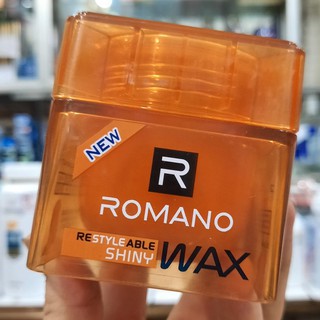 NEW
R
ROMANO
RESTYLEABLE
SHINY WAX